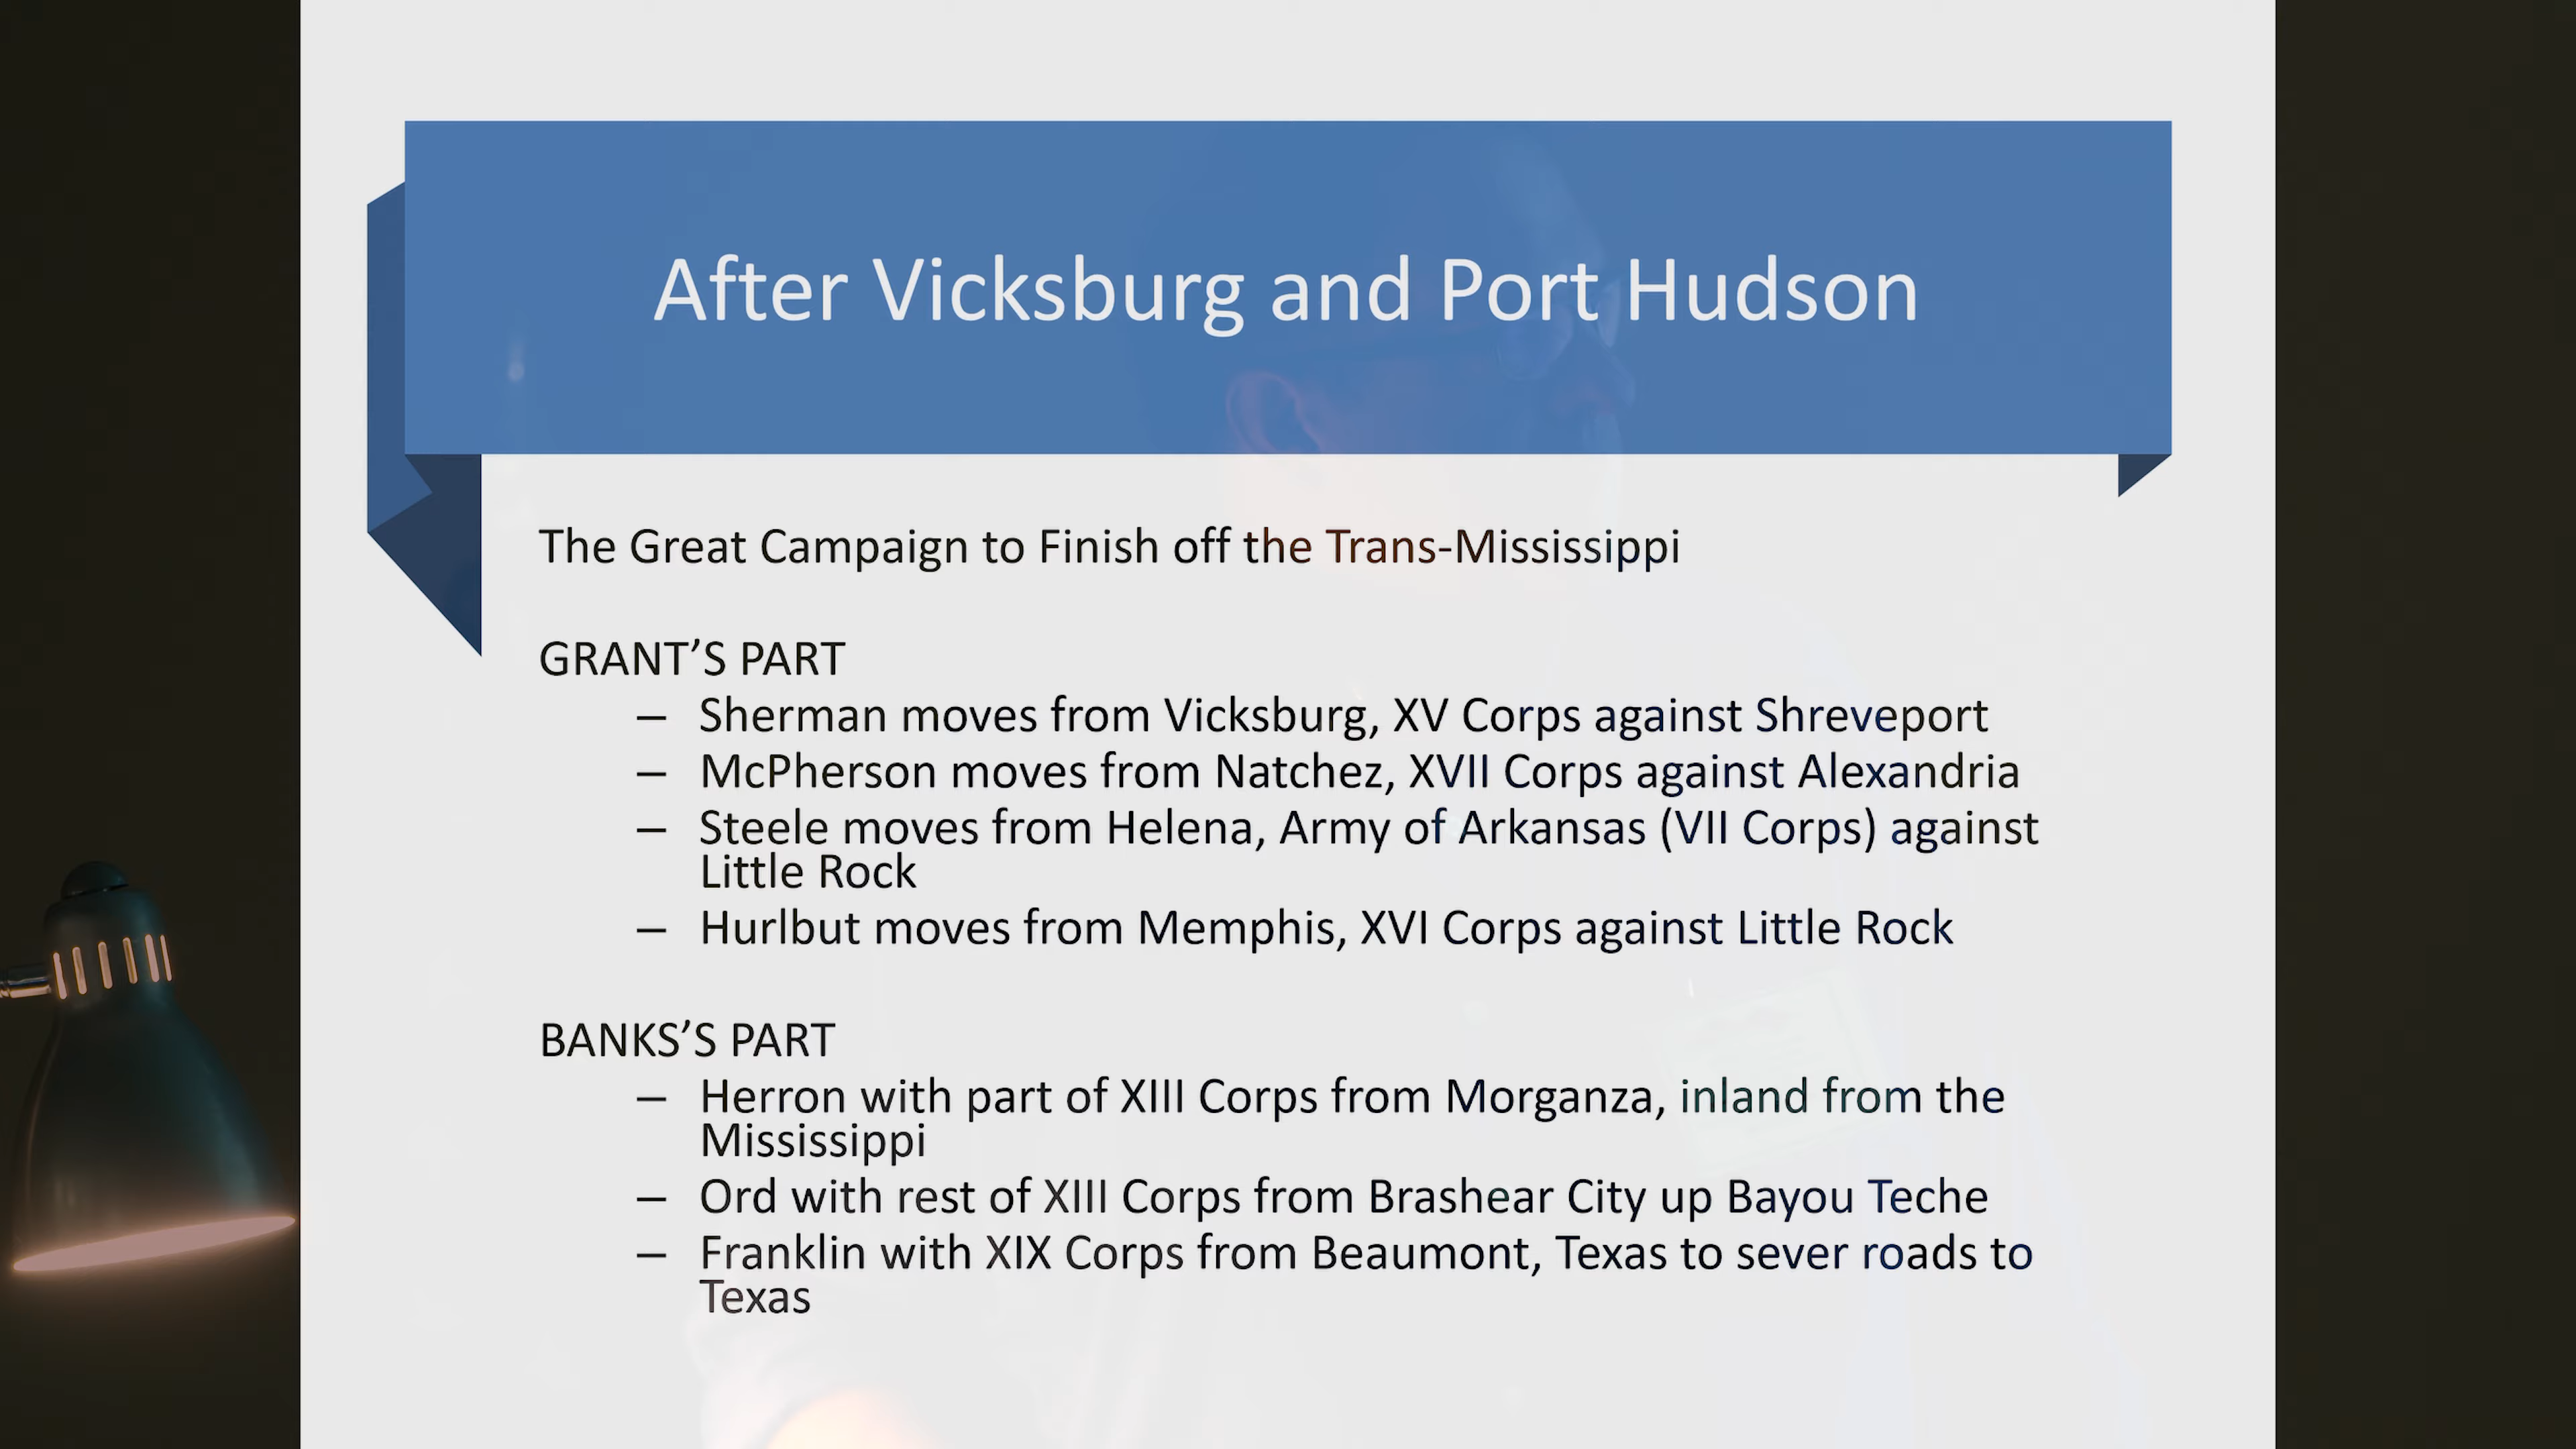 After Vicksburg and Port Hudson
The Great Campaign to Finish off the Trans-Mississippi
GRANT’S PART
– Sherman moves from Vicksburg, XV Corps against Shreveport
– McPherson moves from Natchez, XVII Corps against Alexandria
– Steele moves from Helena, Army of Arkansas (VII Corps) against
Little Rock
– Hurlbut moves from Memphis, XVI Corps against Little Rock
BANKS’S PART
– Herron with part of XIII Corps from Morganza, inland from the
Mississippi
– Ord with rest of XIII Corps from Brashear City up Bayou Teche
– Franklin with XIX Corps from Beaumont, Texas to sever roads to
Texas